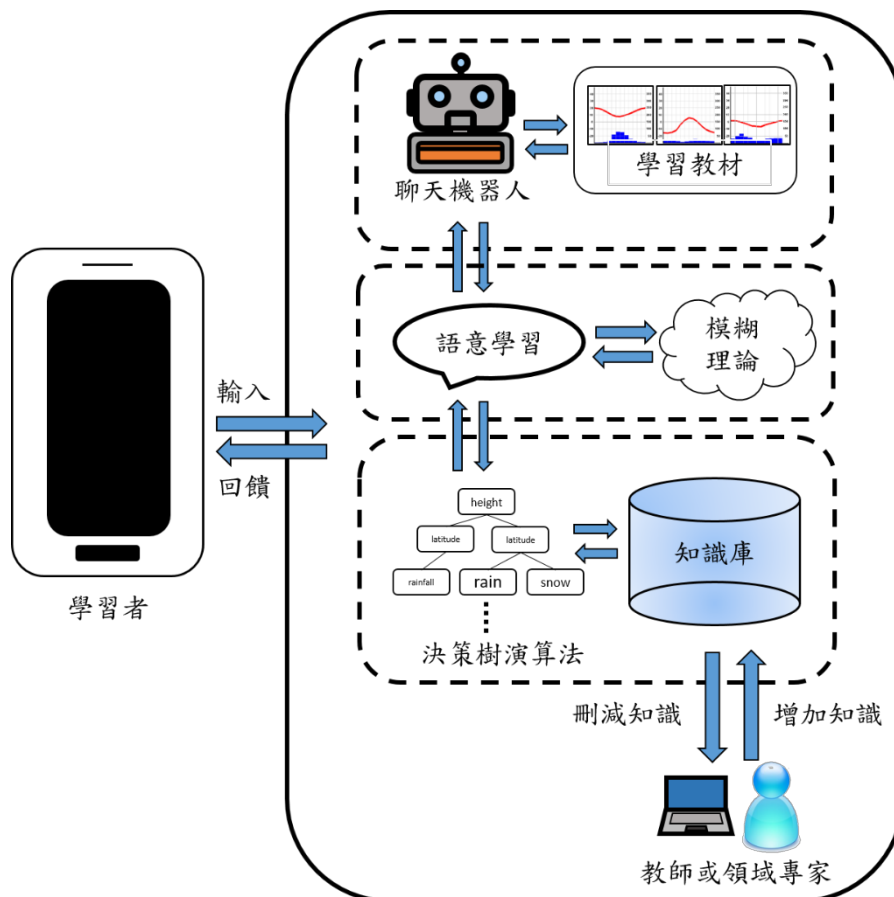 聊天機器人
學習教材
語意學習
模糊
理論
輸入
回饋
學習者
height
latitude
latitude
rainfall
rain
snow
決策樹演算法
知識庫
刪減知識
增加知識
教師或領域專家